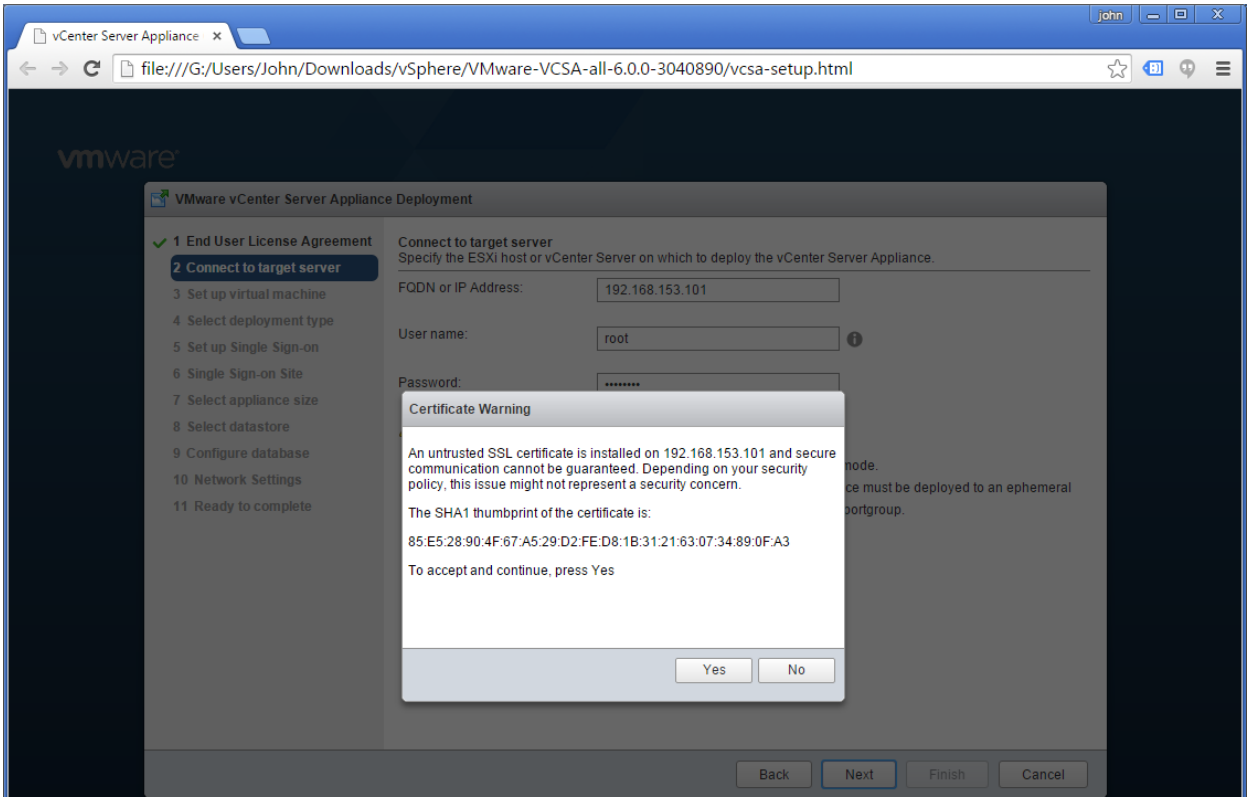 john
vCenter Server Appliance
file:///G:/Users/John/Downloads/vSphere/VMware-VCSA-all-6.0.0-3040890/vcsa-setup.html
vmware
VMware vCenter Server Appliance Deployment
1 End User License Agreement
2 Connect to target server
3 Set up virtual machine
4 Select deployment type
5 Set up Single Sign-on
6 Single Sign-on Site
7 Select appliance size
8 Select datastore
9 Configure database
10 Network Settings
11 Ready to complete
Connect to target server
Specify the ESXi host or vCenter Server on which to deploy the vCenter Server Appliance.
FQDN or IP Address: 192.168.153.101
User name: root
Password: ••••••••
mode.
ce must be deployed to an ephemeral
portgroup.
Certificate Warning
An untrusted SSL certificate is installed on 192.168.153.101 and secure
communication cannot be guaranteed. Depending on your security
policy, this issue might not represent a security concern.
The SHA1 thumbprint of the certificate is:
85:E5:28:90:4F:67:A5:29:D2:FE:D8:1B:31:21:63:07:34:89:0F:A3
To accept and continue, press Yes
Yes No
Back Next Finish Cancel